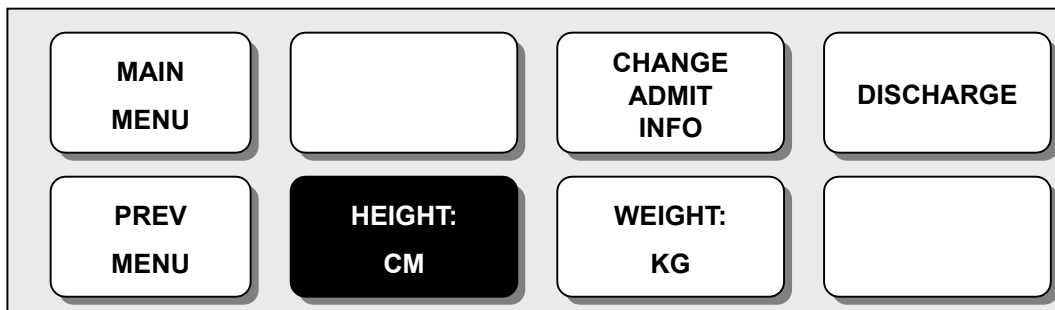 MAIN
MENU
CHANGE
ADMIT
INFO
DISCHARGE
PREV
MENU
HEIGHT:
CM
WEIGHT:
KG